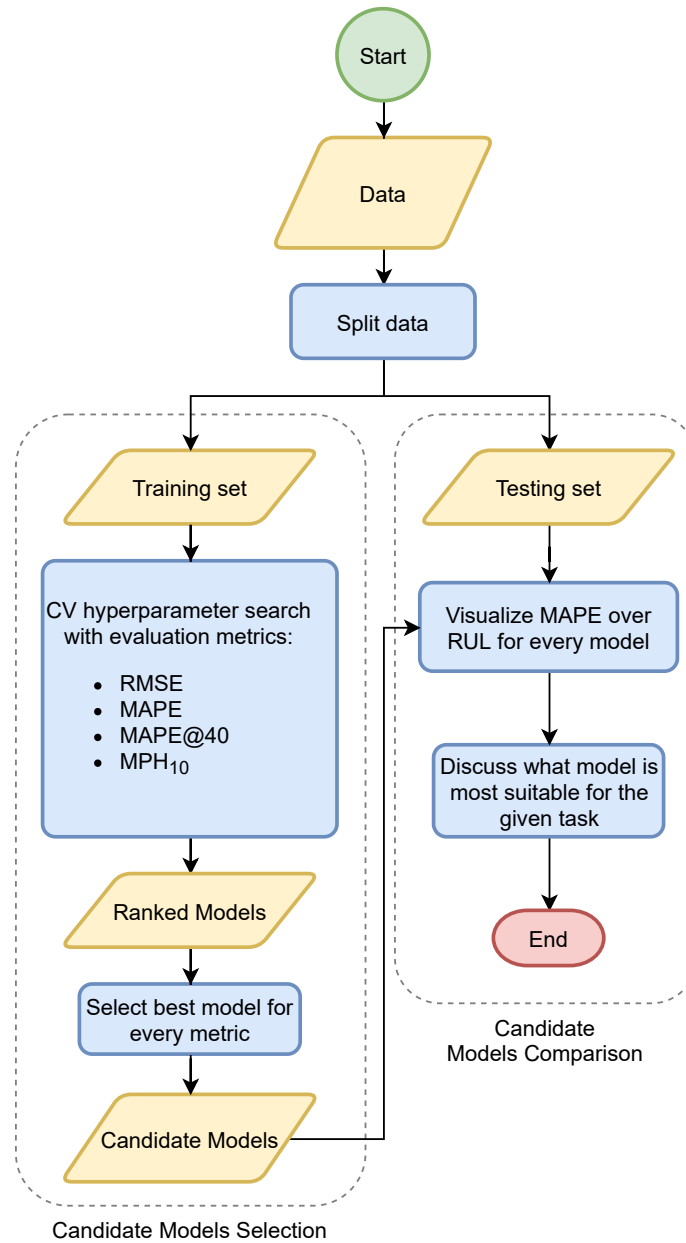 Start
Data
Split data
Training set
CV hyperparameter search
with evaluation metrics:
• RMSE
• MAPE
• MAPE@40
• MPH₁₀
Ranked Models
Select best model for
every metric
Candidate Models
Candidate Models Selection
Testing set
Visualize MAPE over
RUL for every model
Discuss what model is
most suitable for the
given task
End
Candidate
Models Comparison